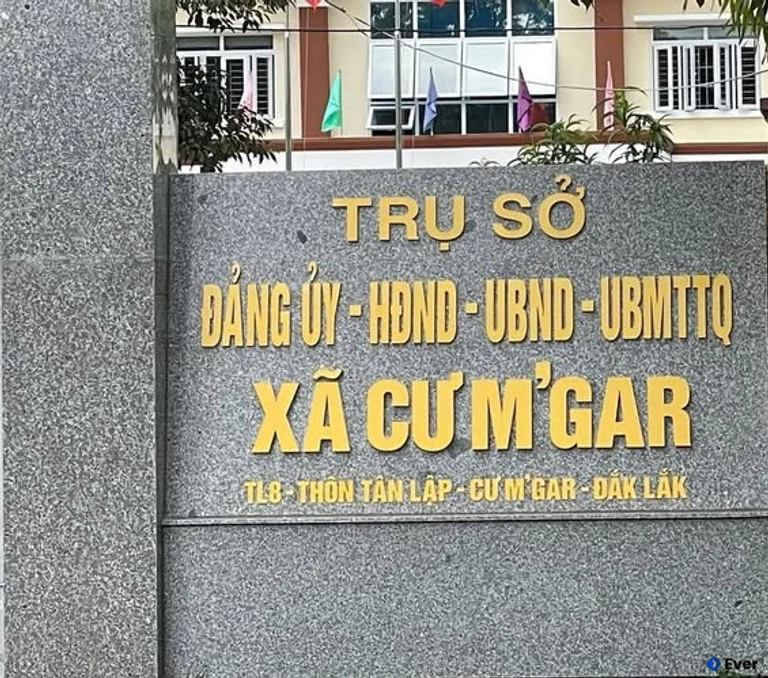 TRỤ SỞ
ĐẢNG ỦY - HĐND - UBND - UBMTTQ
XÃ CƯ M'GAR
TL8 - THÔN TÂN LẬP - CƯ M'GAR - ĐẮK LẮK
Ever